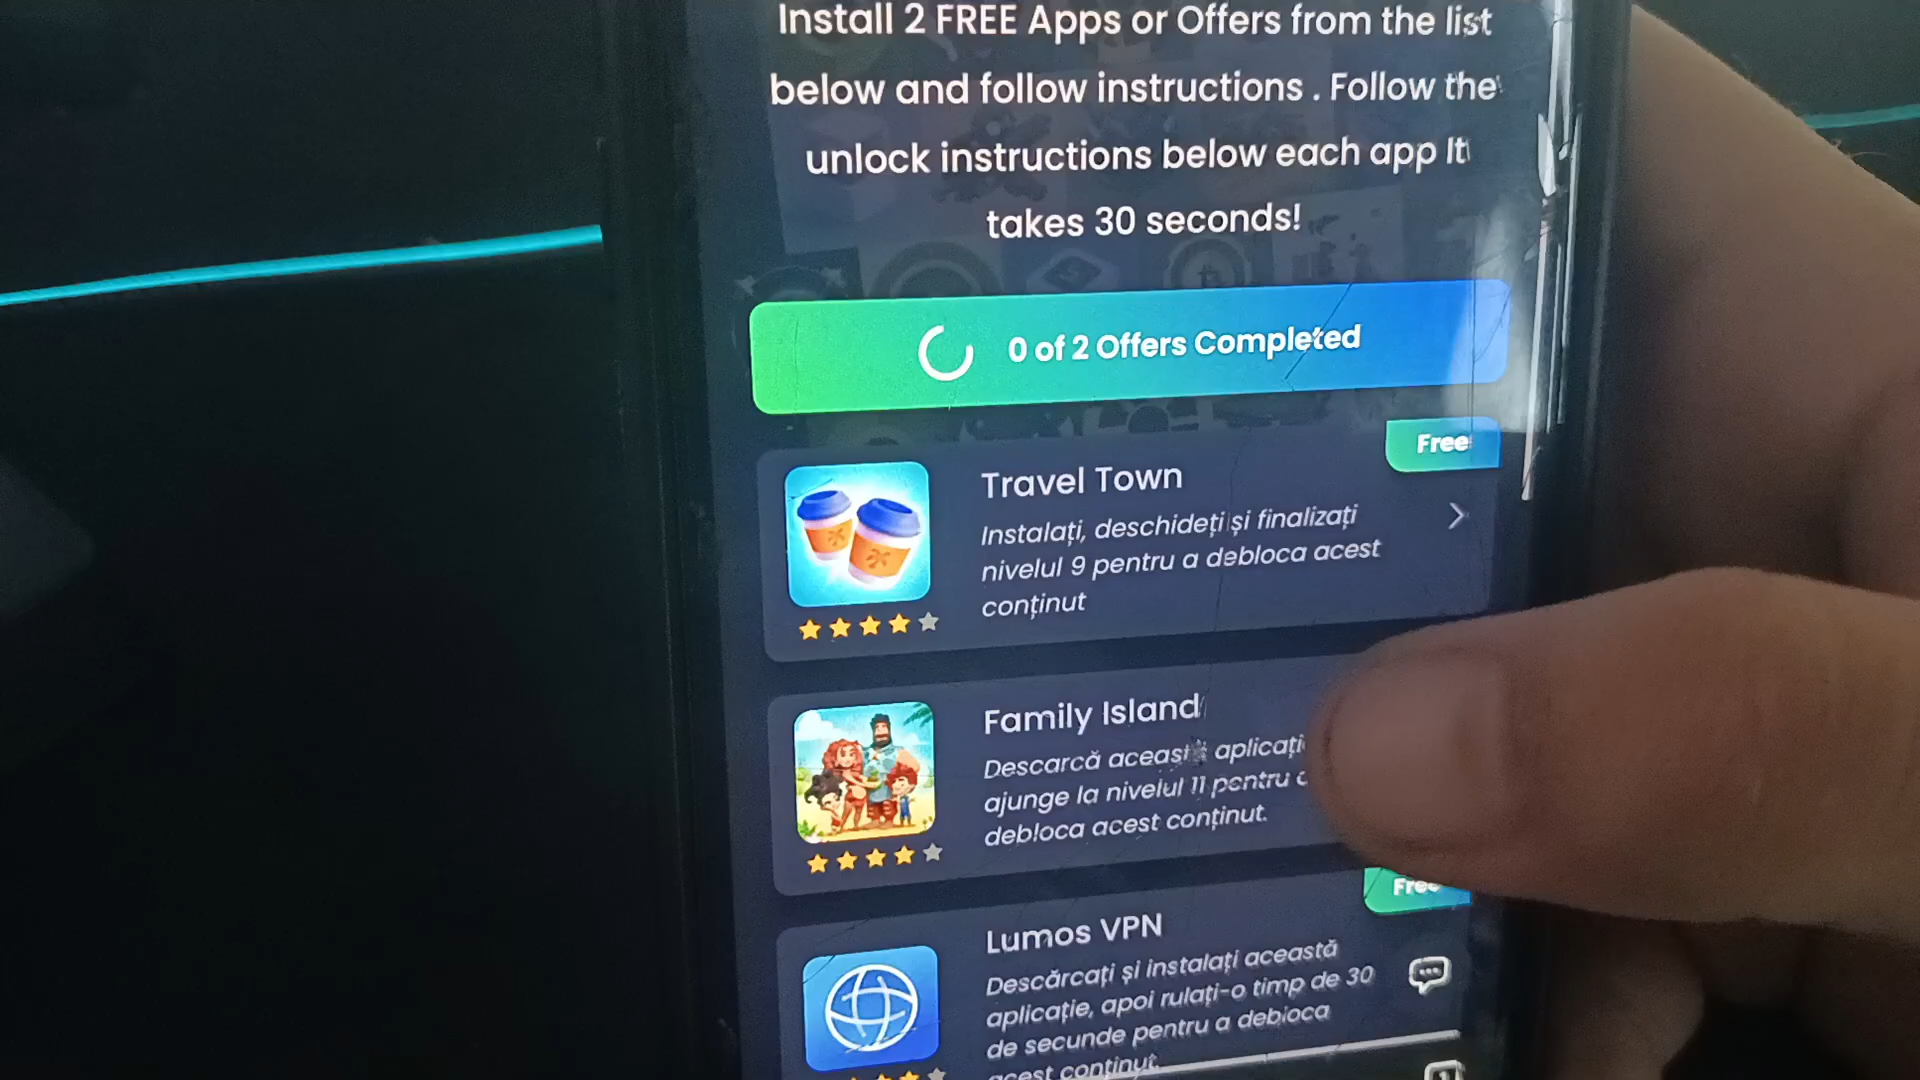 Install 2 FREE Apps or Offers from the list
below and follow instructions . Follow the
unlock instructions below each app It
takes 30 seconds!
0 of 2 Offers Completed
Free
Travel Town
Instalați, deschideți și finalizați
nivelul 9 pentru a debloca acest
conținut
Family Island
Descarcă această
ajunge la nivelul 11 pentru
debloca acest conținut.
Free
Lumos VPN
Descărcați și instalați această
aplicație, apoi rulați-o timp de 30
de secunde pentru a debloca
acest conținut.